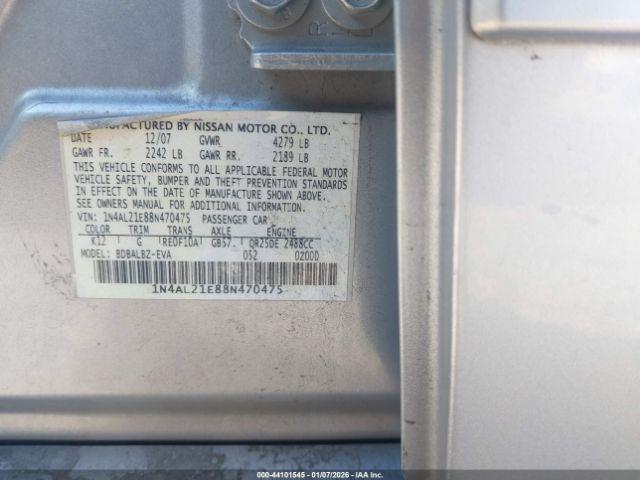 MANUFACTURED BY NISSAN MOTOR CO., LTD.
DATE 12/07 GVWR 4279 LB
GAWR FR. 2242 LB GAWR RR. 2189 LB
THIS VEHICLE CONFORMS TO ALL APPLICABLE FEDERAL MOTOR
VEHICLE SAFETY, BUMPER AND THEFT PREVENTION STANDARDS
IN EFFECT ON THE DATE OF MANUFACTURE SHOWN ABOVE.
SEE OWNERS MANUAL FOR ADDITIONAL INFORMATION
VIN: 1N4AL21E88N470475 PASSENGER CAR
COLOR TRIM TRANS AXLE ENGINE
K12 G RE0F10A GB57. QR25DE 2488CC
MODEL: BDBALBZ-EVA 052 0Z000
1N4AL21E88N470475
000-44101545 - 01/07/2026 - IAA Inc.